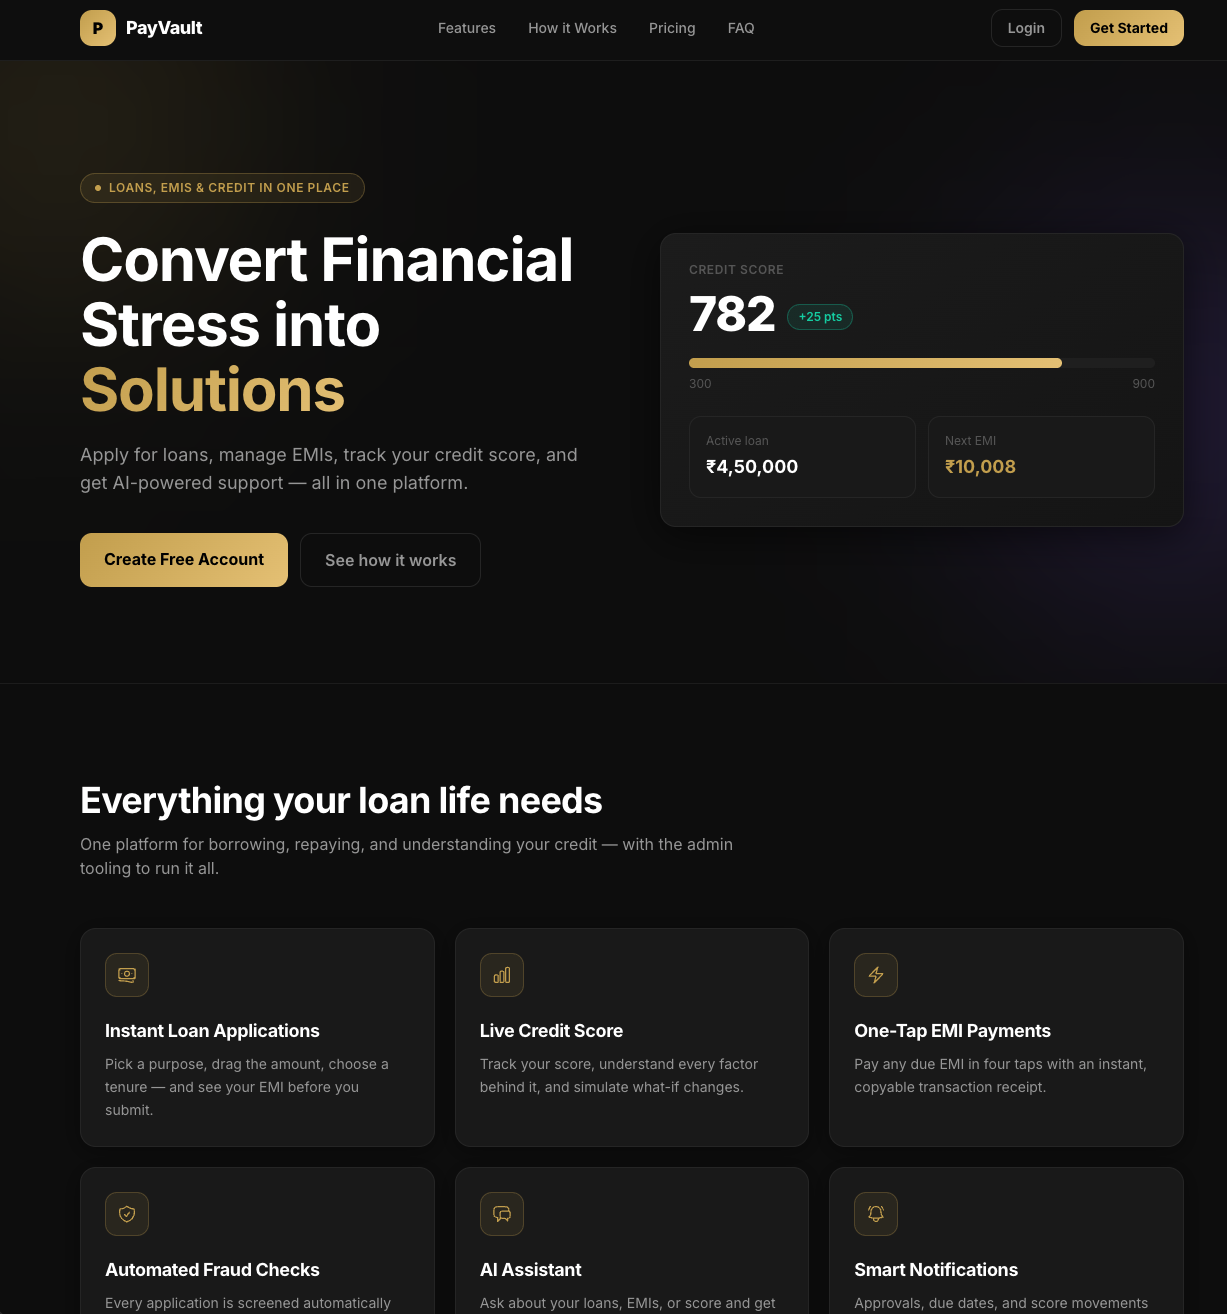 P PayVault
Features How it Works Pricing FAQ
Login Get Started
LOANS, EMIS & CREDIT IN ONE PLACE
Convert Financial
Stress into
Solutions
Apply for loans, manage EMIs, track your credit score, and
get AI-powered support — all in one platform.
Create Free Account See how it works
CREDIT SCORE
782 +25 pts
300 900
Active loan
₹4,50,000
Next EMI
₹10,008
Everything your loan life needs
One platform for borrowing, repaying, and understanding your credit — with the admin
tooling to run it all.
Instant Loan Applications
Pick a purpose, drag the amount, choose a
tenure — and see your EMI before you
submit.
Live Credit Score
Track your score, understand every factor
behind it, and simulate what-if changes.
One-Tap EMI Payments
Pay any due EMI in four taps with an instant,
copyable transaction receipt.
Automated Fraud Checks
Every application is screened automatically
AI Assistant
Ask about your loans, EMIs, or score and get
Smart Notifications
Approvals, due dates, and score movements